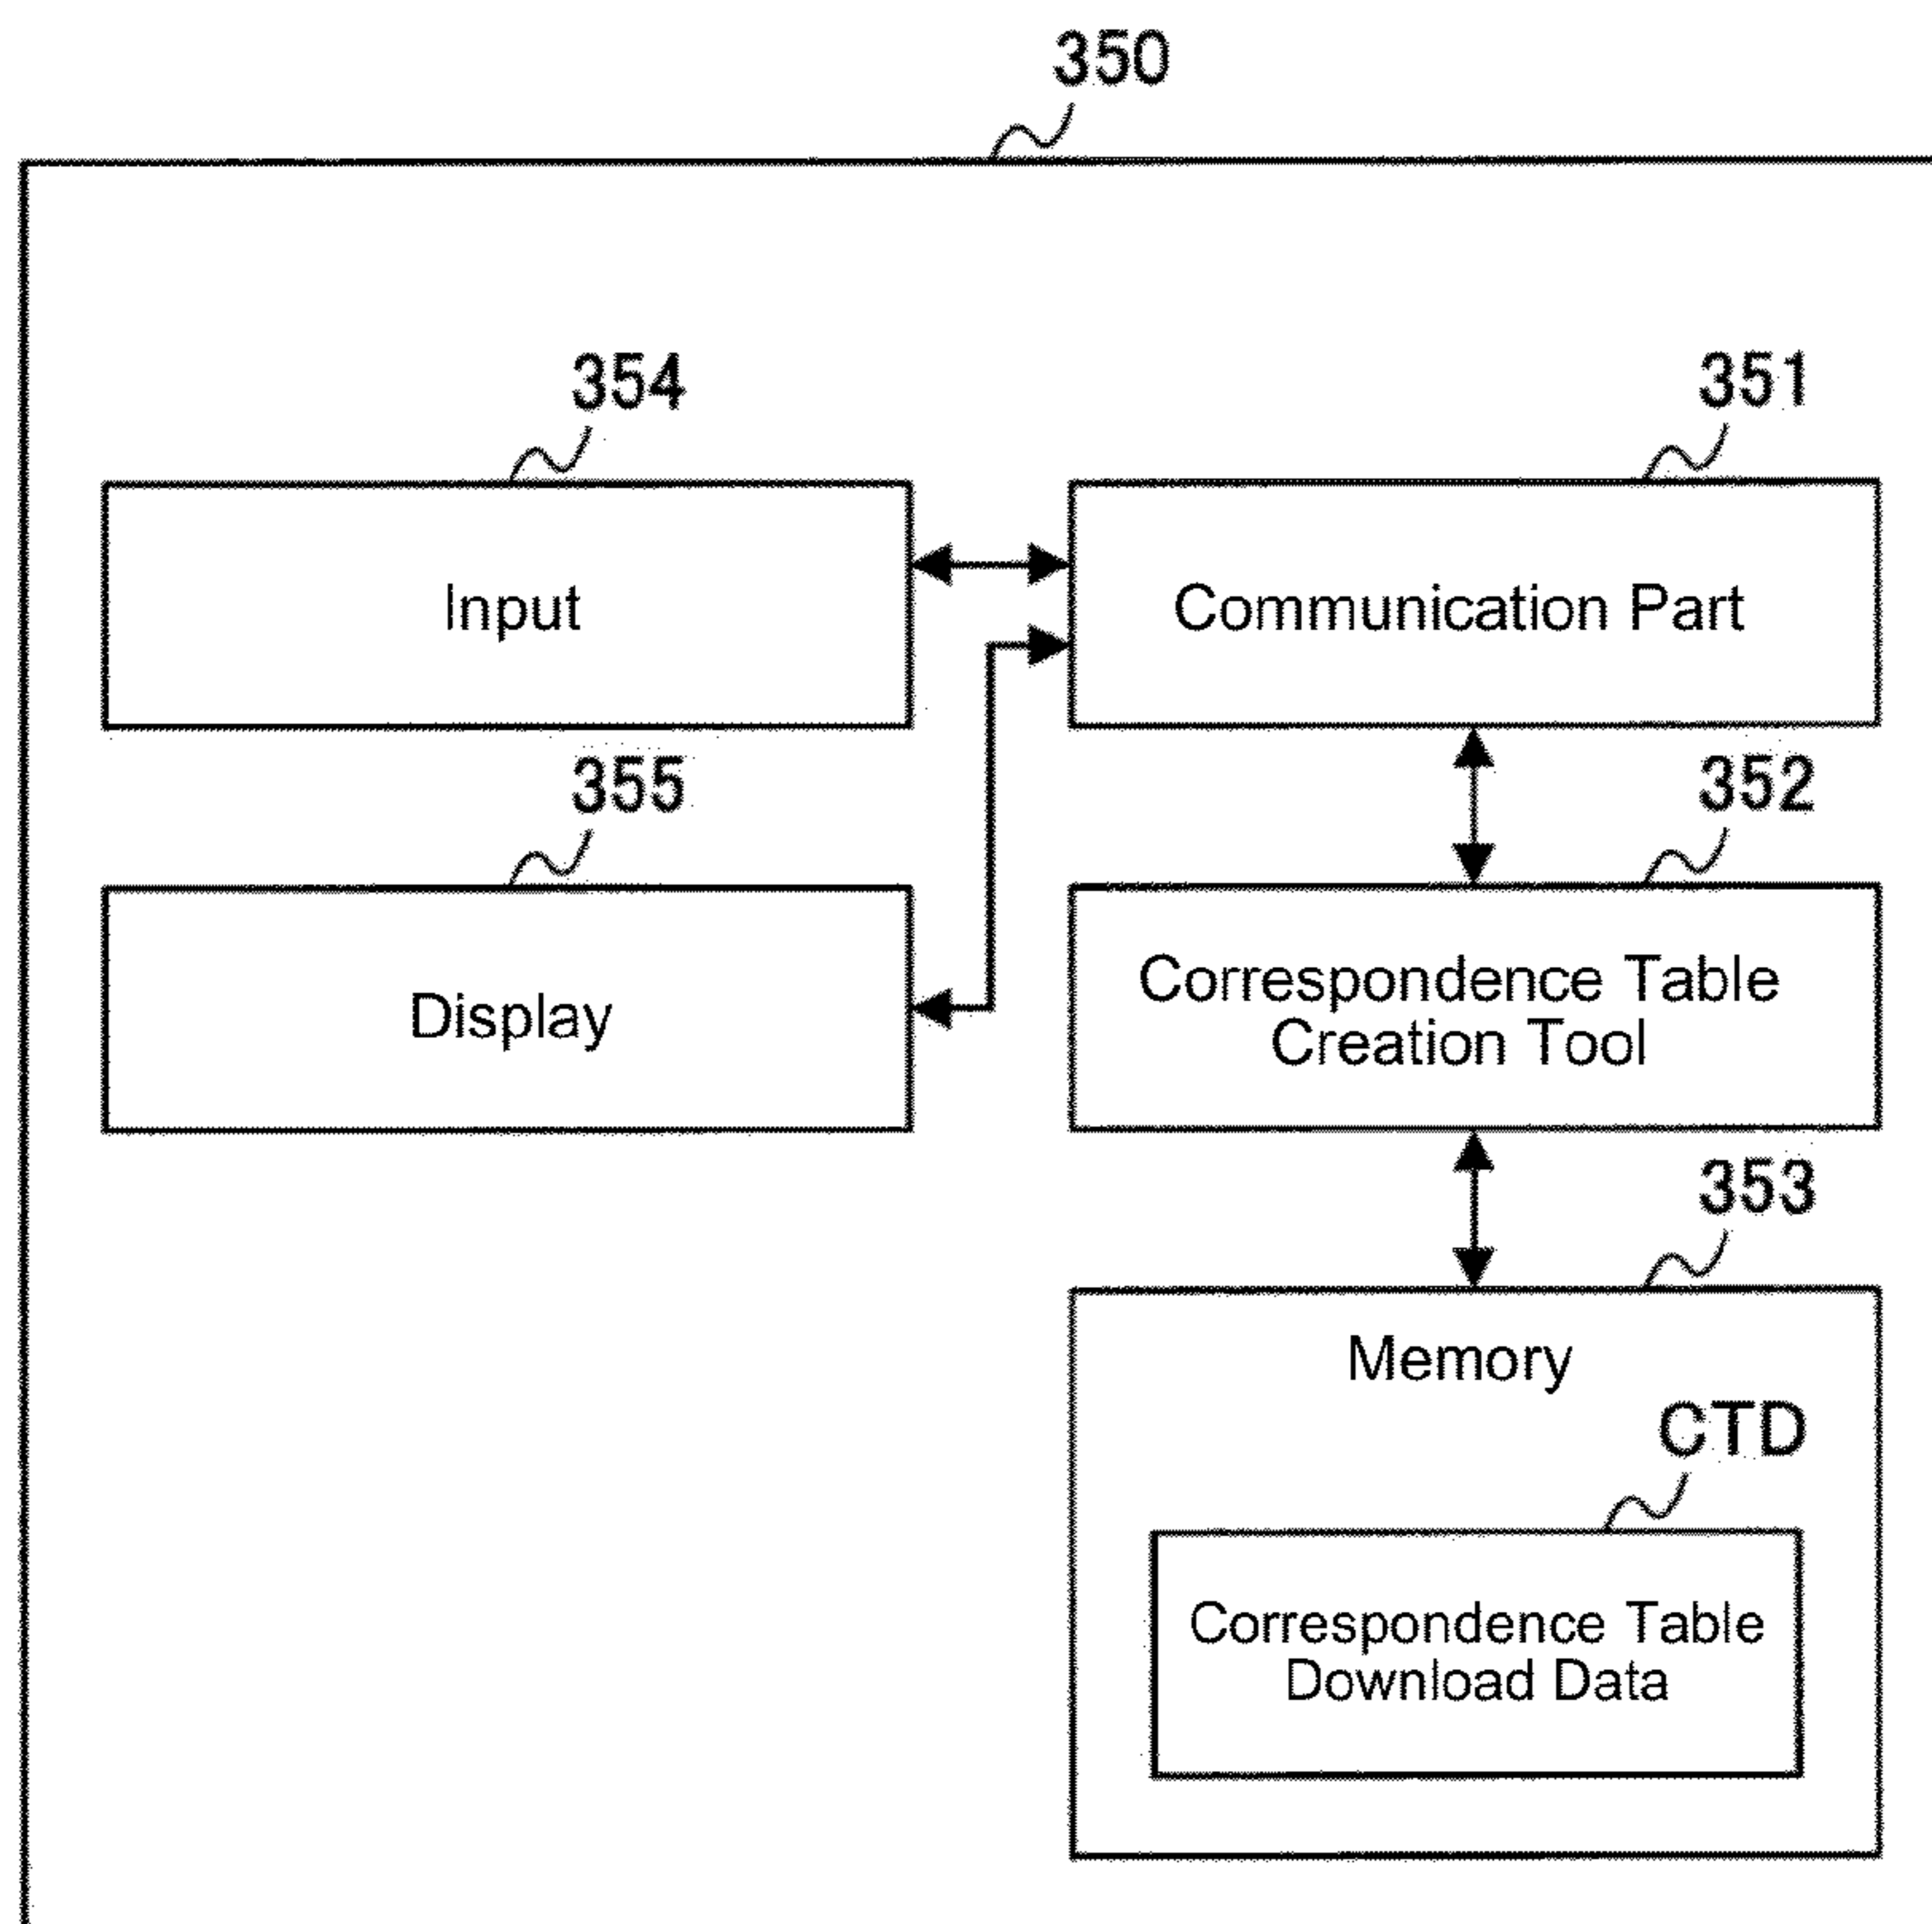 350
354
351
Input
Communication Part
355
352
Display
Correspondence Table
Creation Tool
353
Memory
CTD
Correspondence Table
Download Data